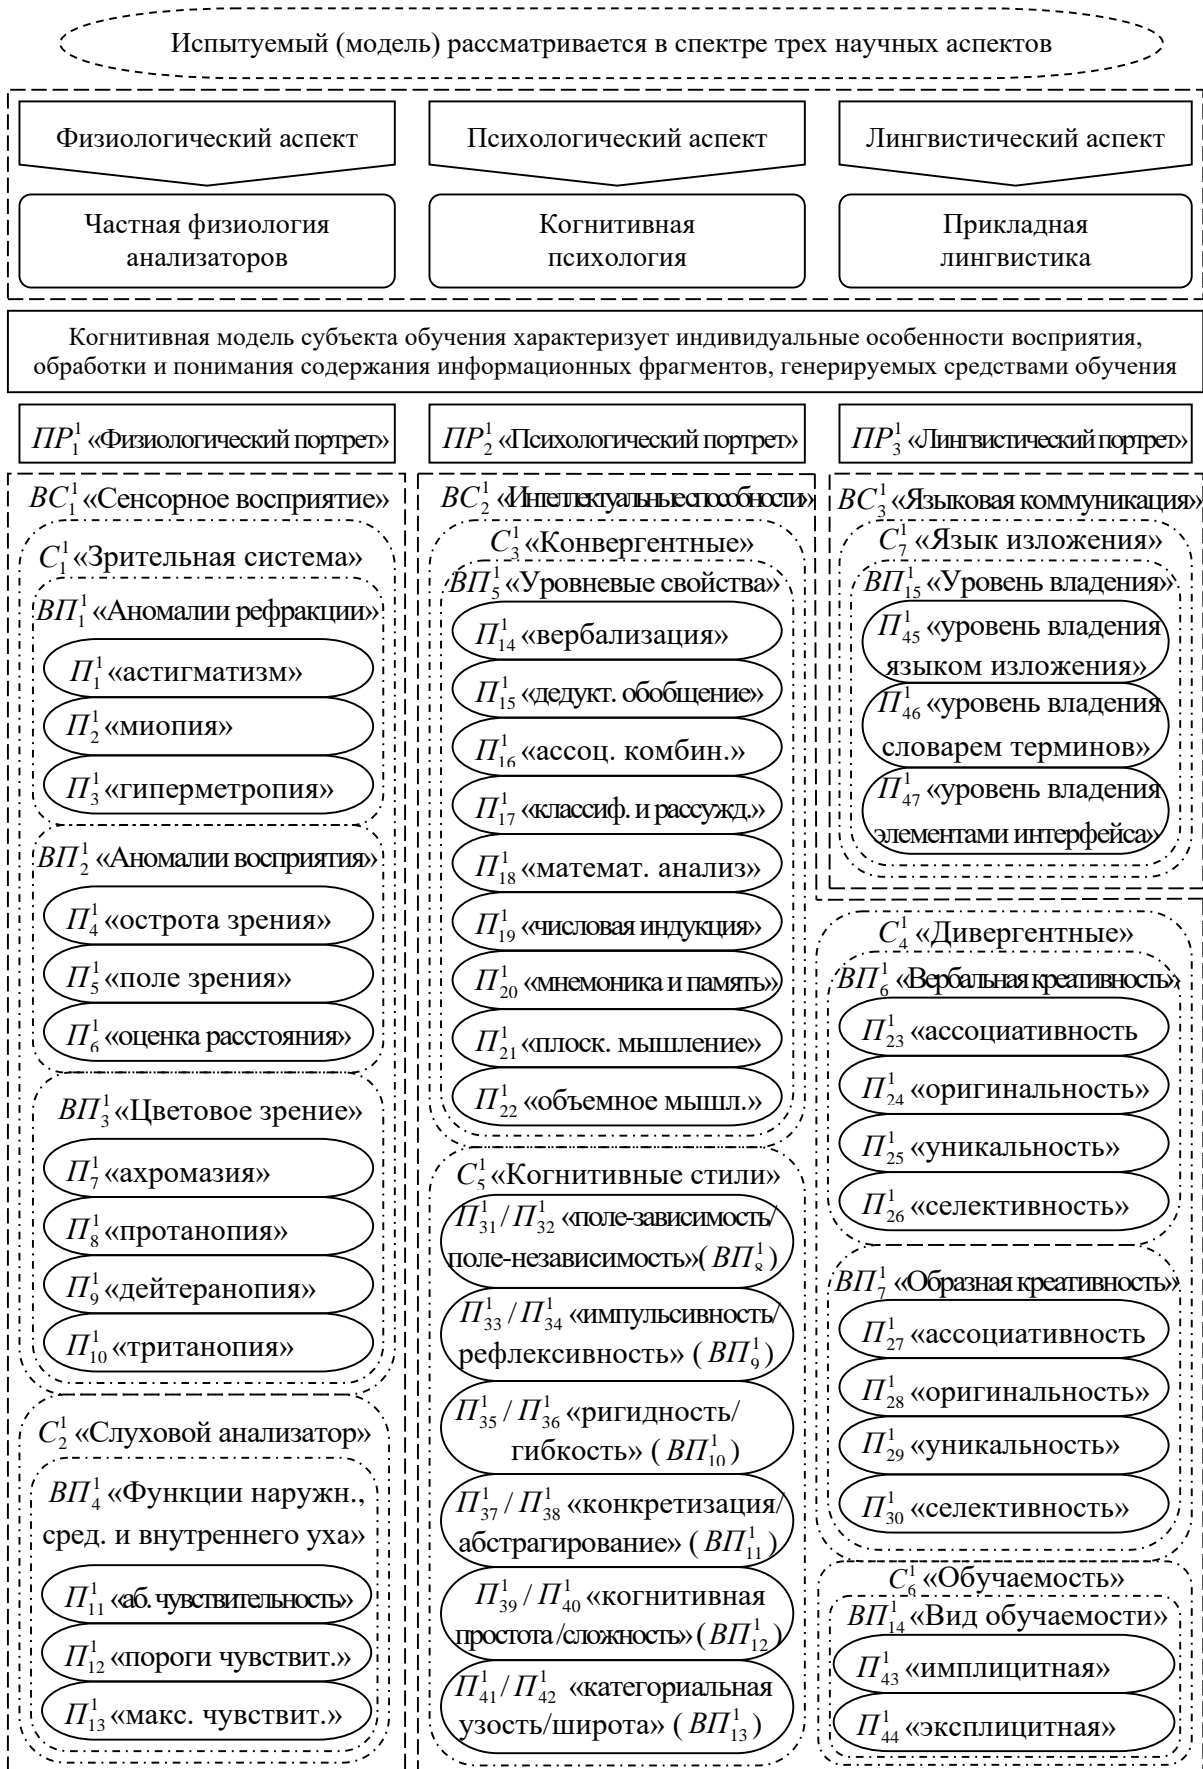 Испытуемый (модель) рассматривается в спектре трех научных аспектов
Физиологический аспект
Частная физиология
анализаторов
Психологический аспект
Когнитивная
психология
Лингвистический аспект
Прикладная
лингвистика
Когнитивная модель субъекта обучения характеризует индивидуальные особенности восприятия,
обработки и понимания содержания информационных фрагментов, генерируемых средствами обучения
ПР₁¹ «Физиологический портрет»
ВС₁¹ «Сенсорное восприятие»
С₁¹ «Зрительная система»
ВП₁¹ «Аномалии рефракции»
П₁¹ «астигматизм»
П₂¹ «миопия»
П₃¹ «гиперметропия»
ВП₂¹ «Аномалии восприятия»
П₄¹ «острота зрения»
П₅¹ «поле зрения»
П₆¹ «оценка расстояния»
ВП₃¹ «Цветовое зрение»
П₇¹ «ахромазия»
П₈¹ «протанопия»
П₉¹ «дейтеранопия»
П₁₀¹ «тританопия»
С₂¹ «Слуховой анализатор»
ВП₄¹ «Функции наружн.,
сред. и внутреннего уха»
П₁₁¹ «аб. чувствительность»
П₁₂¹ «пороги чувствит.»
П₁₃¹ «макс. чувствит.»
ПР₂¹ «Психологический портрет»
ВС₂¹ «Интеллектуальные способности»
С₃¹ «Конвергентные»
ВП₅¹ «Уровневые свойства»
П₁₄¹ «вербализация»
П₁₅¹ «дедукт. обобщение»
П₁₆¹ «ассоц. комбин.»
П₁₇¹ «классиф. и рассужд.»
П₁₈¹ «математ. анализ»
П₁₉¹ «числовая индукция»
П₂₀¹ «мнемоника и память»
П₂₁¹ «плоск. мышление»
П₂₂¹ «объемное мышл.»
С₅¹ «Когнитивные стили»
П₃₁¹ / П₃₂¹ «поле-зависимость/
поле-независимость» ( ВП₈¹ )
П₃₃¹ / П₃₄¹ «импульсивность/
рефлексивность» ( ВП₉¹ )
П₃₅¹ / П₃₆¹ «ригидность/
гибкость» ( ВП₁₀¹ )
П₃₇¹ / П₃₈¹ «конкретизация/
абстрагирование» ( ВП₁₁¹ )
П₃₉¹ / П₄₀¹ «когнитивная
простота /сложность» ( ВП₁₂¹ )
П₄₁¹ / П₄₂¹ «категориальная
узость/широта» ( ВП₁₃¹ )
ПР₃¹ «Лингвистический портрет»
ВС₃¹ «Языковая коммуникация»
С₇¹ «Язык изложения»
ВП₁₅¹ «Уровень владения»
П₄₅¹ «уровень владения
языком изложения»
П₄₆¹ «уровень владения
словарем терминов»
П₄₇¹ «уровень владения
элементами интерфейса»
С₄¹ «Дивергентные»
ВП₆¹ «Вербальная креативность»
П₂₃¹ «ассоциативность
П₂₄¹ «оригинальность»
П₂₅¹ «уникальность»
П₂₆¹ «селективность»
ВП₇¹ «Образная креативность»
П₂₇¹ «ассоциативность
П₂₈¹ «оригинальность»
П₂₉¹ «уникальность»
П₃₀¹ «селективность»
С₆¹ «Обучаемость»
ВП₁₄¹ «Вид обучаемости»
П₄₃¹ «имплицитная»
П₄₄¹ «эксплицитная»